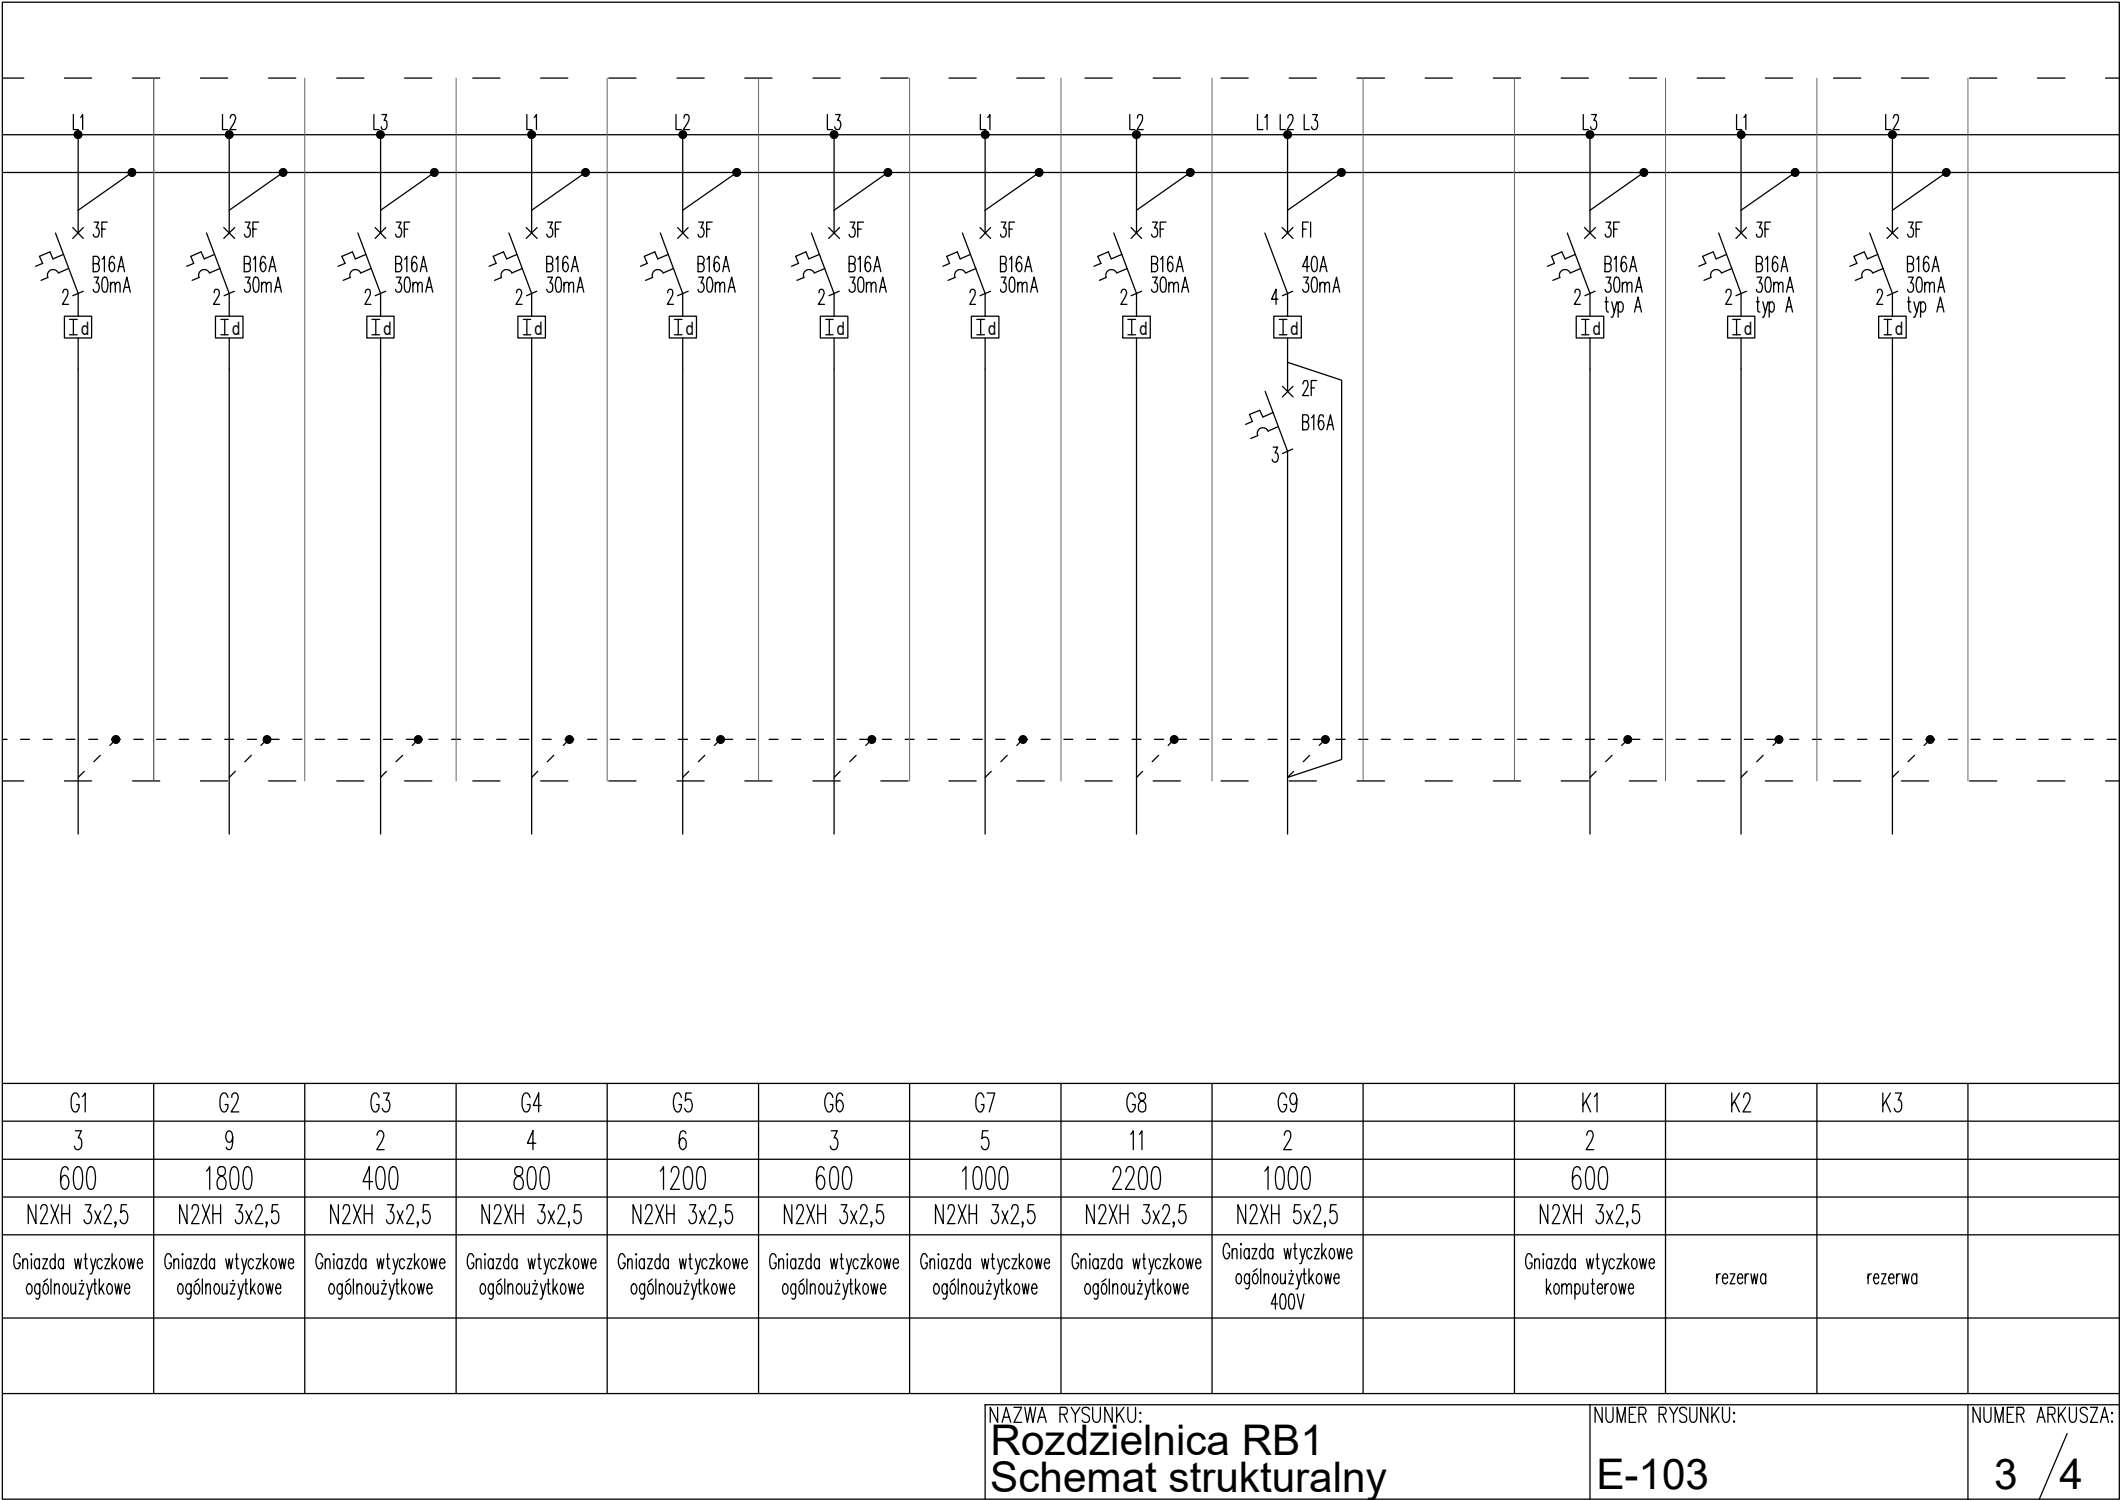 L1 L2 L3 L1 L2 L3 L1 L2 L1 L2 L3 L3 L1 L2
3F 3F 3F 3F 3F 3F 3F 3F FI 3F 3F 3F
B16A B16A B16A B16A B16A B16A B16A B16A 40A B16A B16A B16A
30mA 30mA 30mA 30mA 30mA 30mA 30mA 30mA 30mA 30mA 30mA 30mA
2 2 2 2 2 2 2 2 4 2 2 2
typ A typ A typ A
Id Id Id Id Id Id Id Id Id Id Id Id
2F
B16A
3
G1 G2 G3 G4 G5 G6 G7 G8 G9 K1 K2 K3
3 9 2 4 6 3 5 11 2 2
600 1800 400 800 1200 600 1000 2200 1000 600
N2XH 3x2,5 N2XH 3x2,5 N2XH 3x2,5 N2XH 3x2,5 N2XH 3x2,5 N2XH 3x2,5 N2XH 3x2,5 N2XH 3x2,5 N2XH 5x2,5 N2XH 3x2,5
Gniazda wtyczkowe
ogólnoużytkowe
Gniazda wtyczkowe
ogólnoużytkowe
Gniazda wtyczkowe
ogólnoużytkowe
Gniazda wtyczkowe
ogólnoużytkowe
Gniazda wtyczkowe
ogólnoużytkowe
Gniazda wtyczkowe
ogólnoużytkowe
Gniazda wtyczkowe
ogólnoużytkowe
Gniazda wtyczkowe
ogólnoużytkowe
Gniazda wtyczkowe
ogólnoużytkowe
400V
Gniazda wtyczkowe
komputerowe
rezerwa
rezerwa
NAZWA RYSUNKU:
Rozdzielnica RB1
Schemat strukturalny
NUMER RYSUNKU:
E-103
NUMER ARKUSZA:
3/4